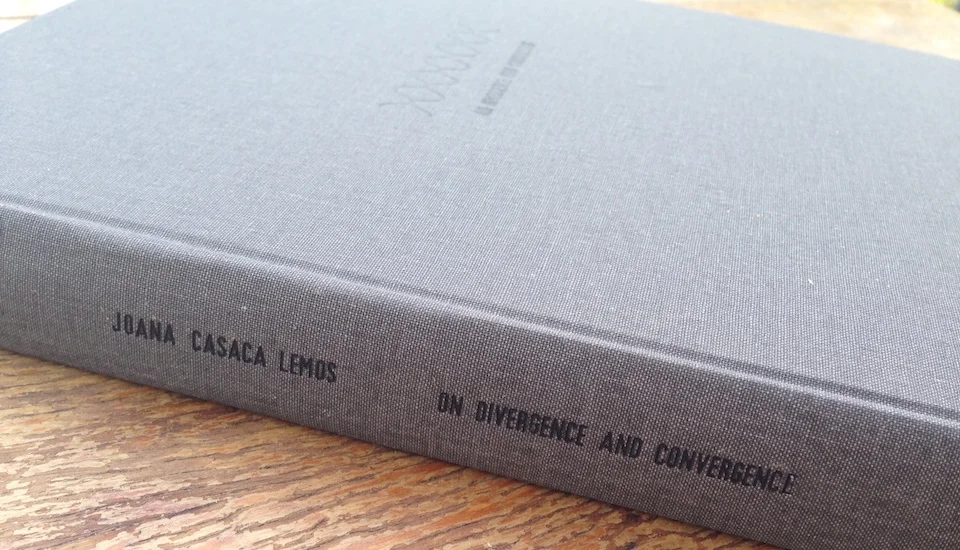 JOANA CASACA LEMOS
ON DIVERGENCE AND CONVERGENCE